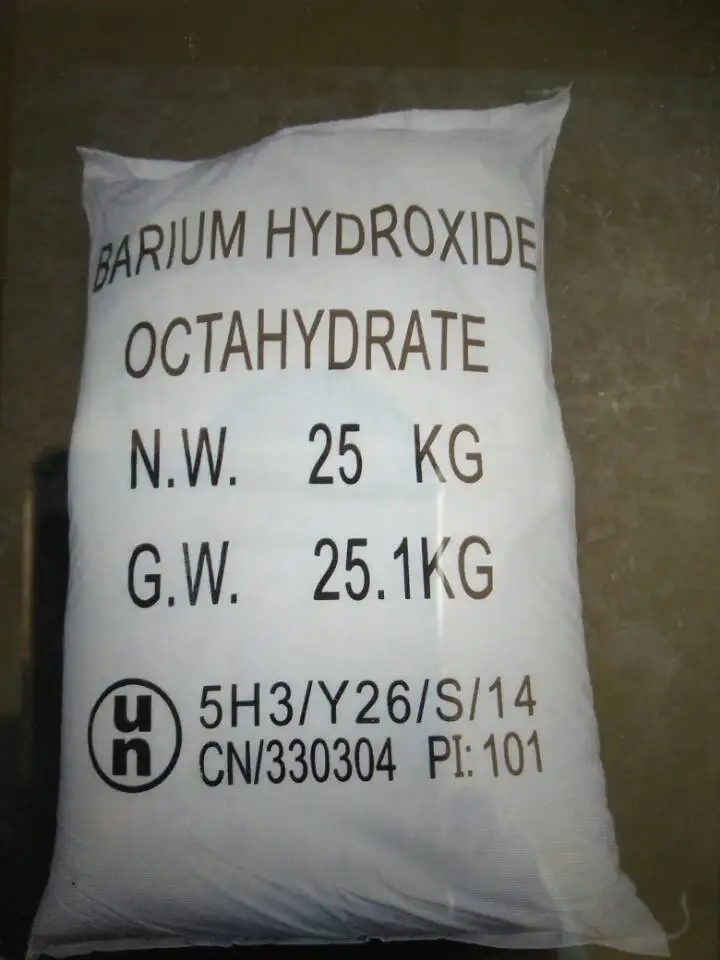 BARIUM HYDROXIDE
OCTAHYDRATE
N.W. 25 KG
G.W. 25.1KG
un
5H3/Y26/S/14
CN/330304 PI: 101